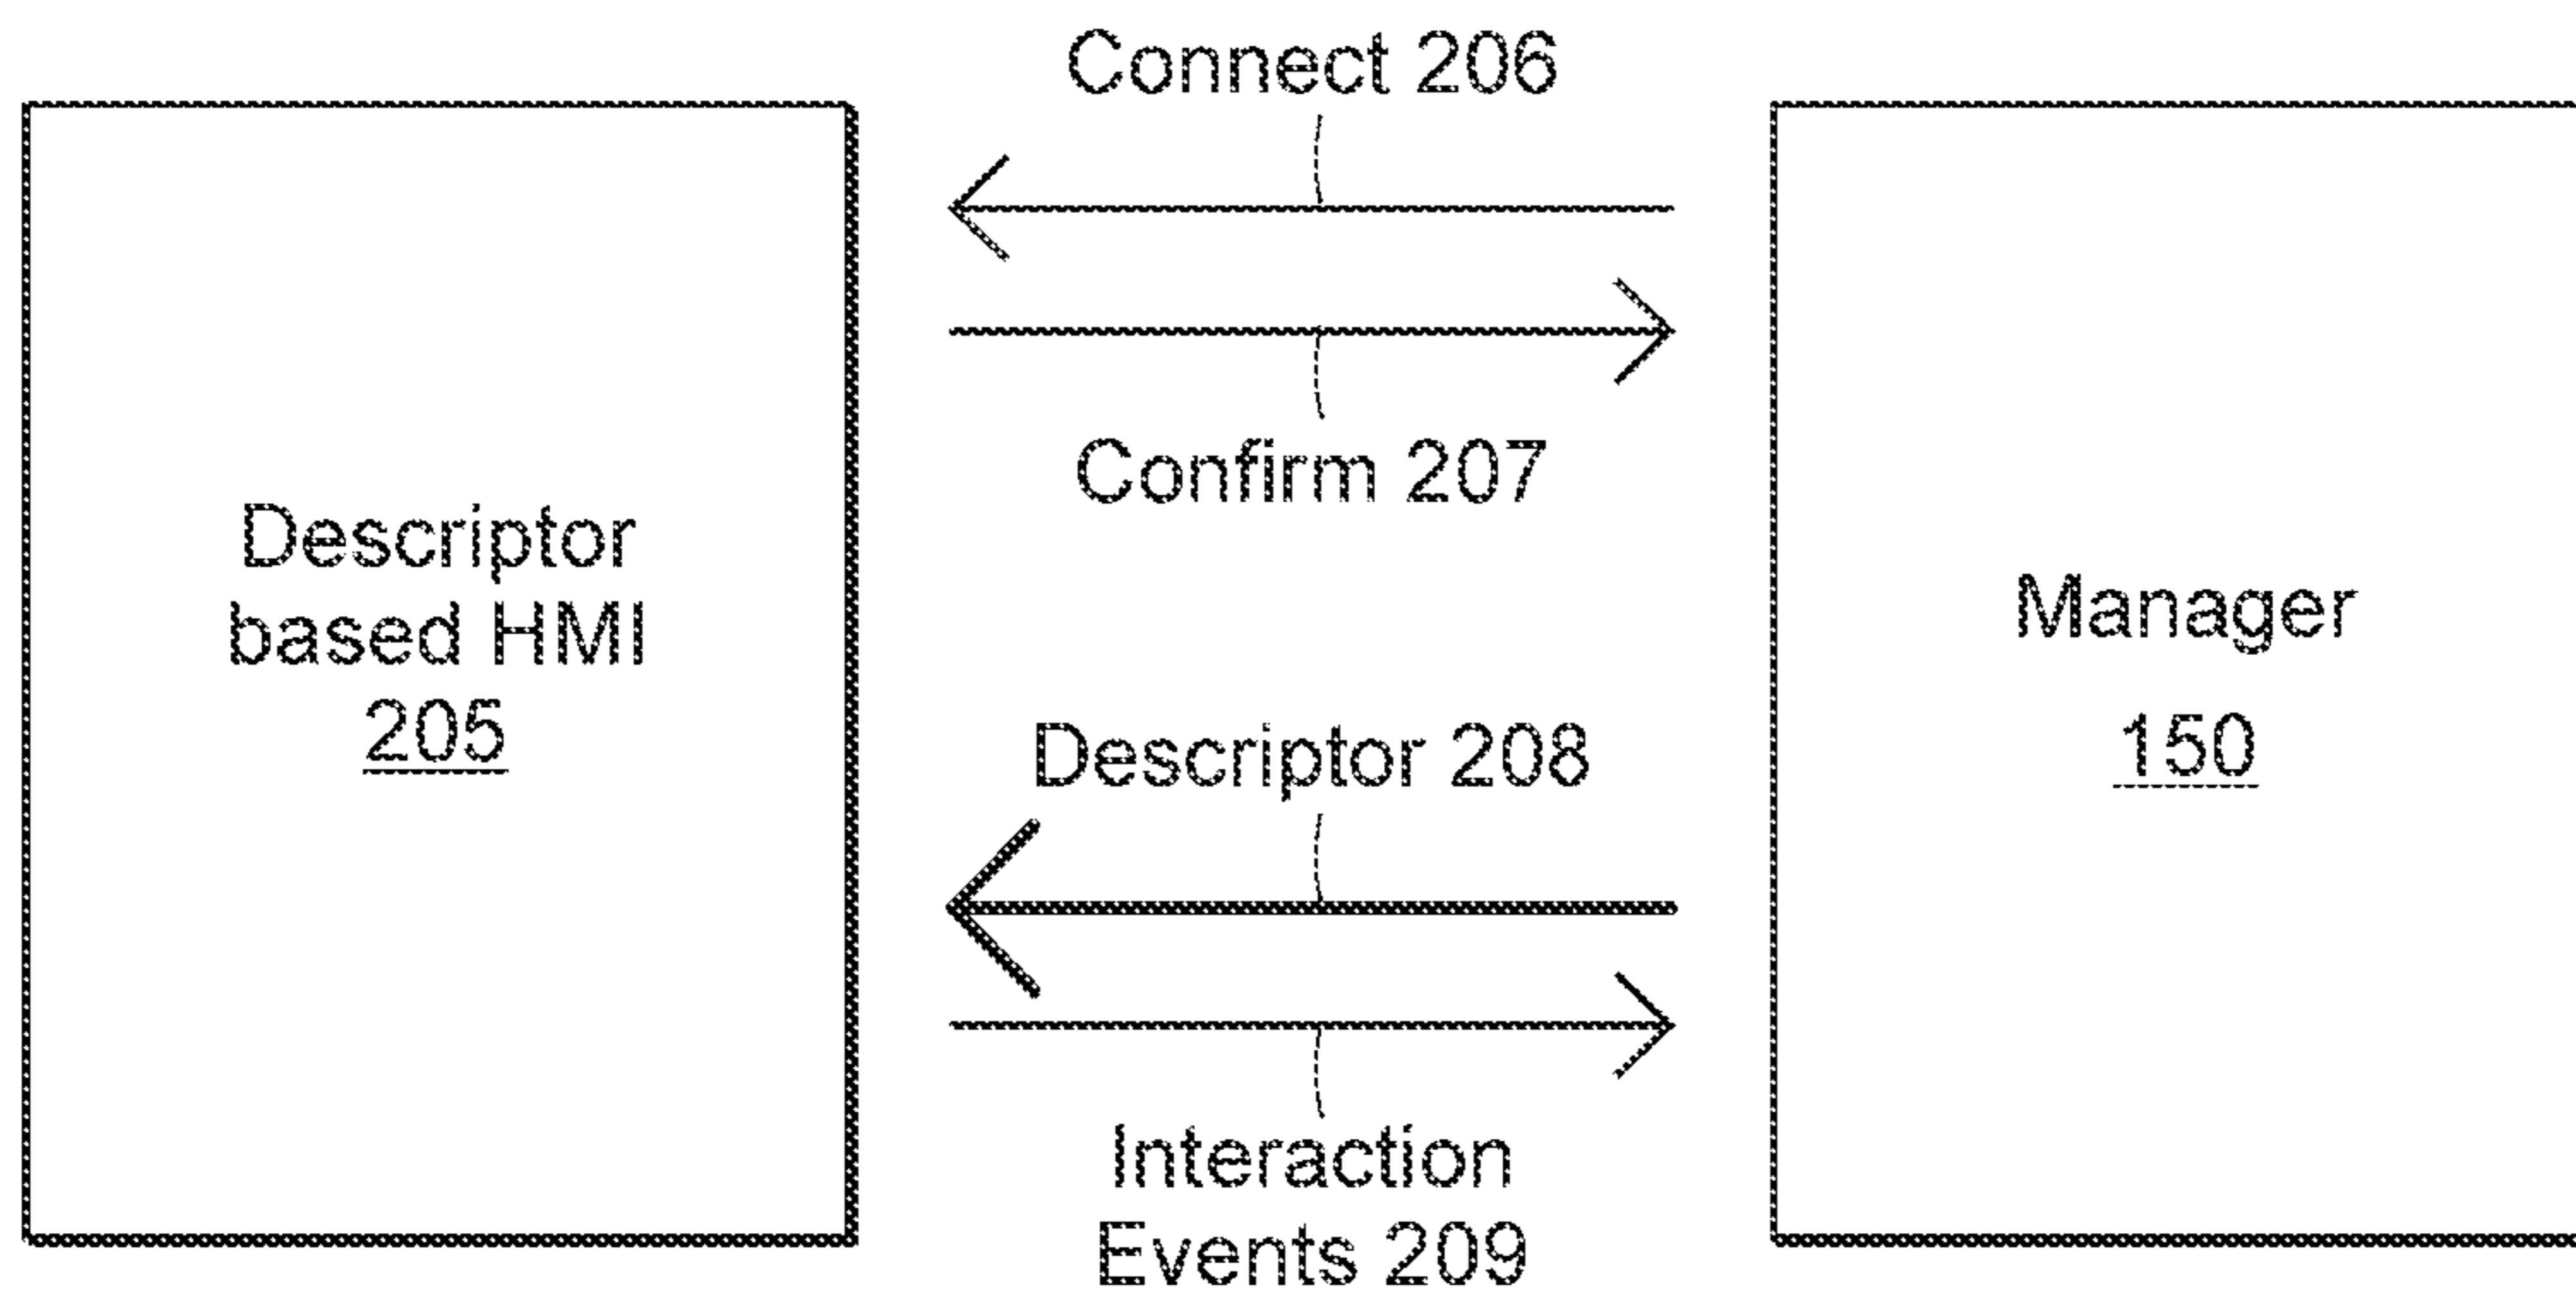 Connect 206
Confirm 207
Descriptor
based HMI
205
Manager
150
Descriptor 208
Interaction
Events 209